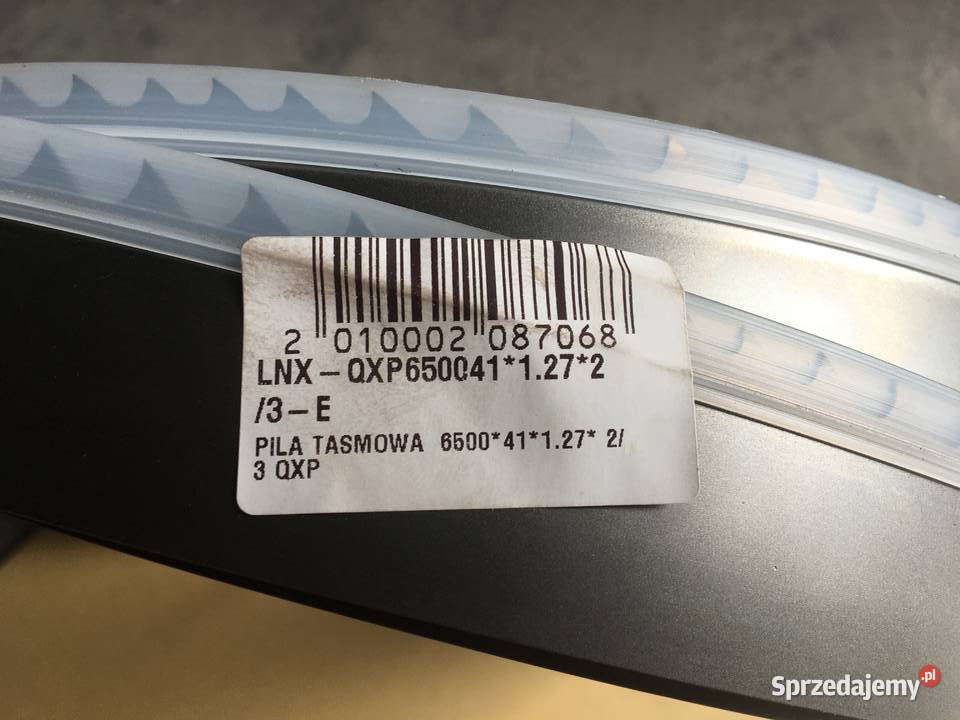 2 010002 087068
LNX-QXP650041*1.27*2
/3-E
PILA TASMOWA 6500*41*1.27* 2/
3 QXP
Sprzedajemy.pl